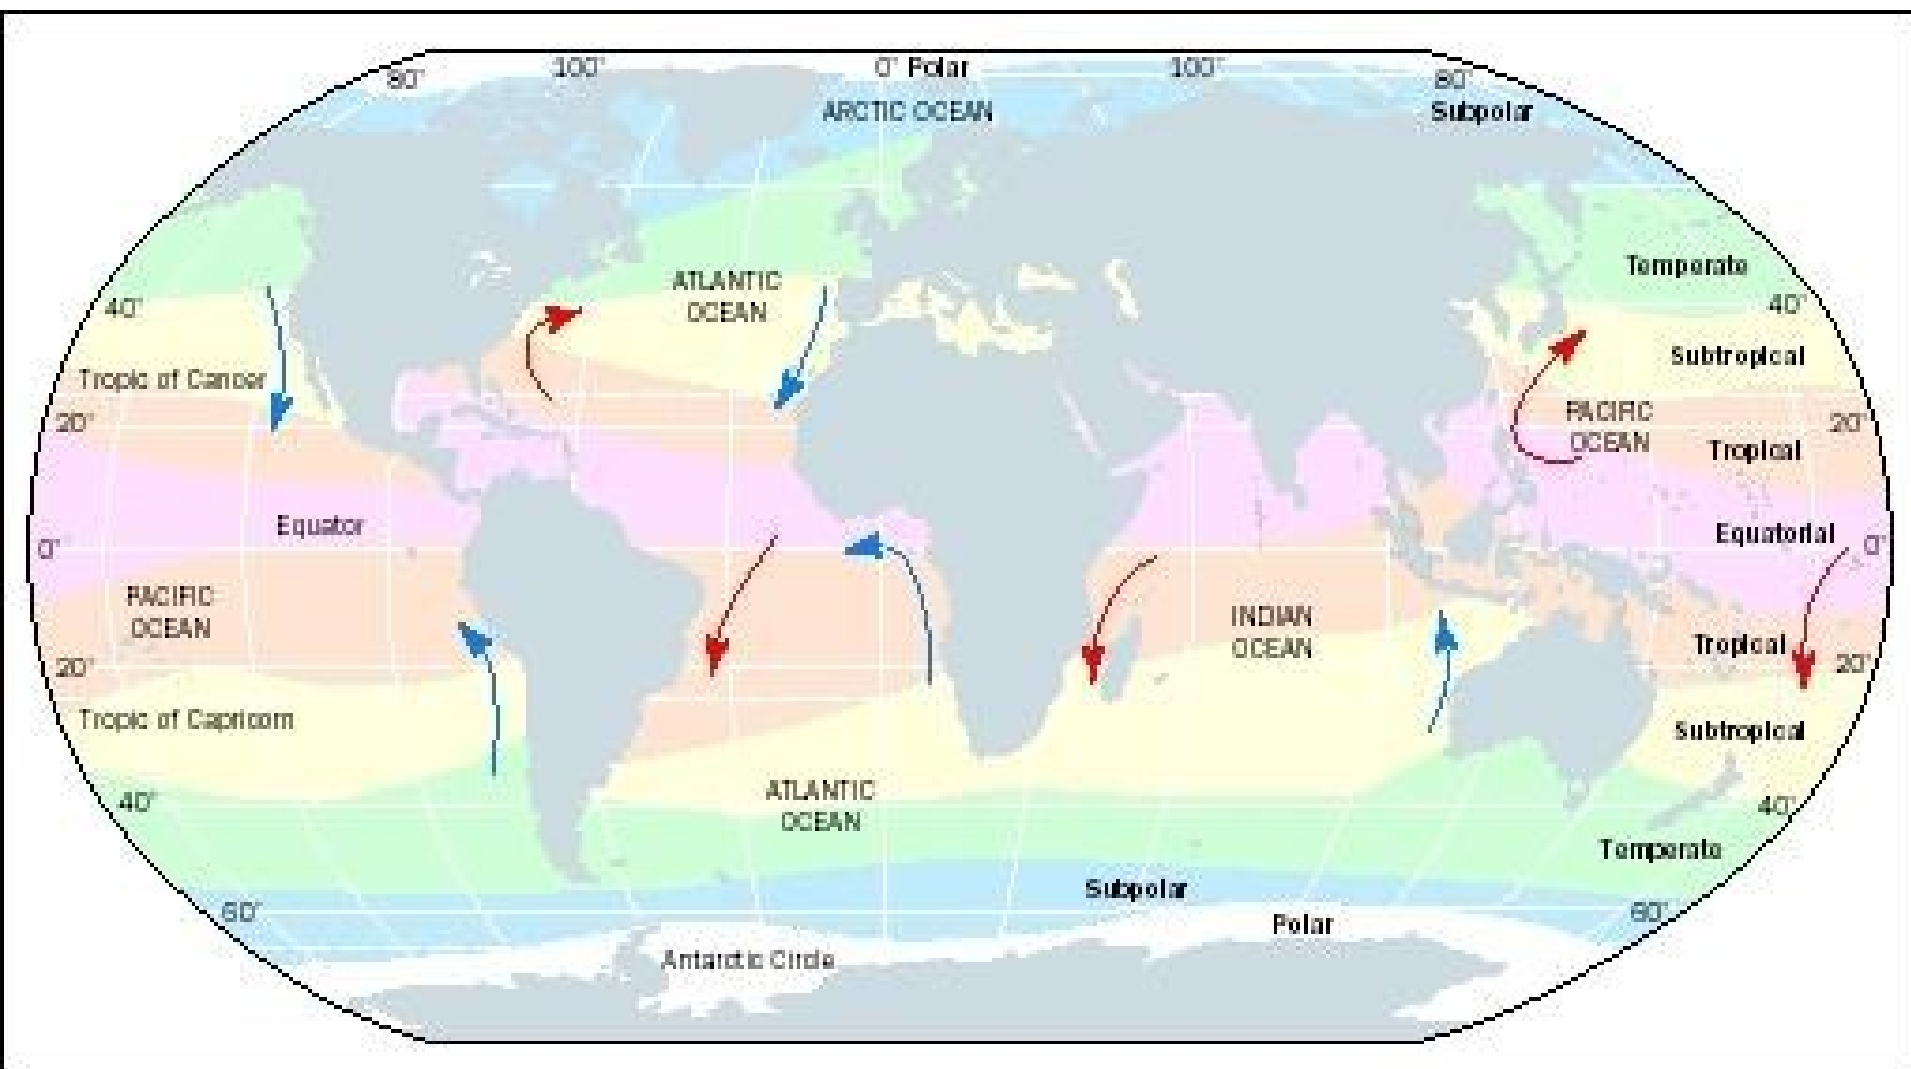 80° 100° 0° Polar 100° 80°
ARCTIC OCEAN Subpolar
Temperate
ATLANTIC
OCEAN
40° 40°
Subtropical
Tropic of Cancer
PACIFIC
OCEAN
20° 20°
Tropical
Equator Equatorial
0° 0°
PACIFIC
OCEAN
INDIAN
OCEAN
Tropical
20° 20°
Tropic of Capricorn Subtropical
ATLANTIC
OCEAN
40° 40°
Temperate
Subpolar
60° Polar 60°
Antarctic Circle